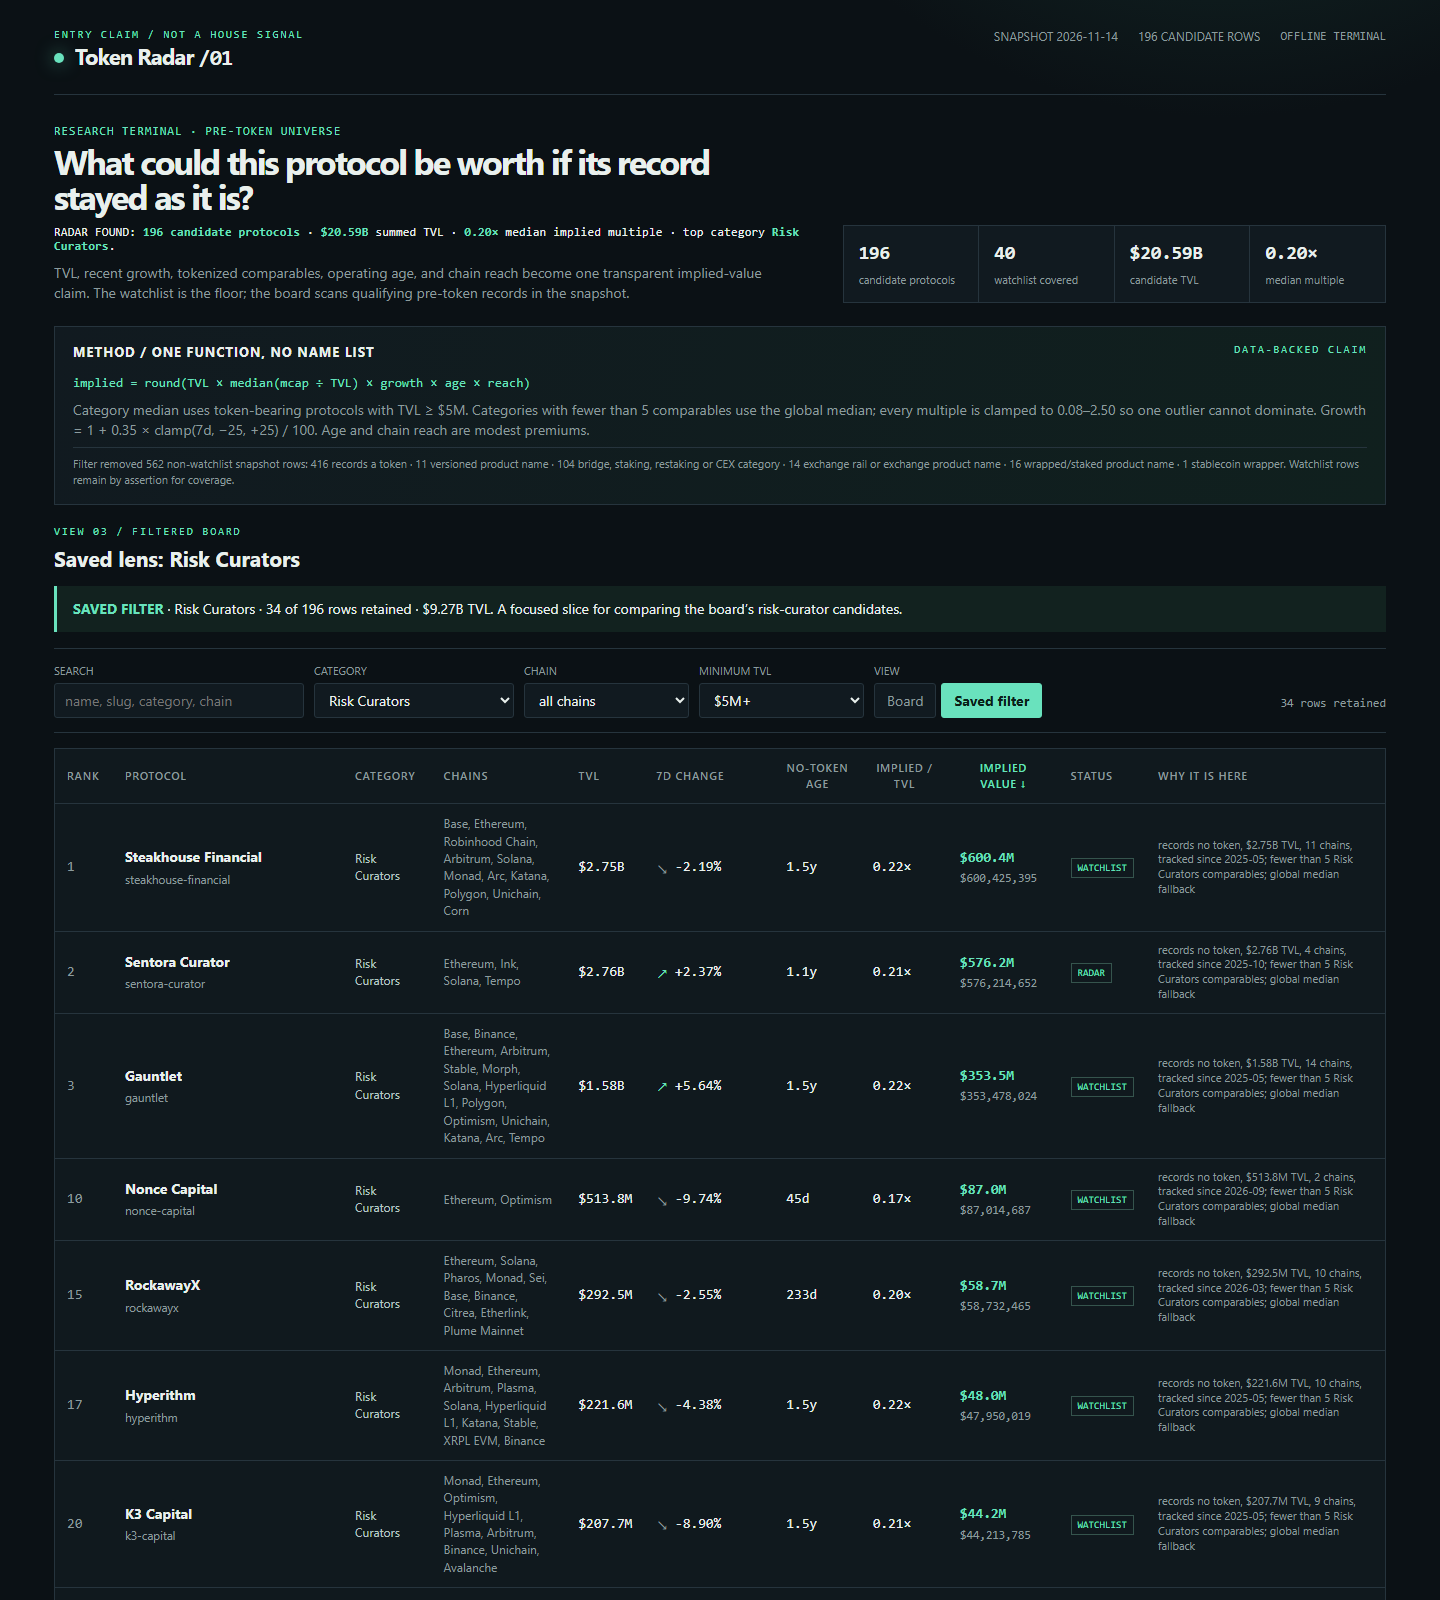 ENTRY CLAIM / NOT A HOUSE SIGNAL
Token Radar /01
SNAPSHOT 2026-11-14
196 CANDIDATE ROWS
OFFLINE TERMINAL
RESEARCH TERMINAL · PRE-TOKEN UNIVERSE
What could this protocol be worth if its record
stayed as it is?
RADAR FOUND: 196 candidate protocols · $20.59B summed TVL · 0.20× median implied multiple · top category Risk
Curators.
TVL, recent growth, tokenized comparables, operating age, and chain reach become one transparent implied-value
claim. The watchlist is the floor; the board scans qualifying pre-token records in the snapshot.
196
candidate protocols
40
watchlist covered
$20.59B
candidate TVL
0.20×
median multiple
METHOD / ONE FUNCTION, NO NAME LIST
DATA-BACKED CLAIM
implied = round(TVL × median(mcap ÷ TVL) × growth × age × reach)
Category median uses token-bearing protocols with TVL ≥ $5M. Categories with fewer than 5 comparables use the global median; every multiple is clamped to 0.08–2.50 so one outlier cannot dominate. Growth
= 1 + 0.35 × clamp(7d, −25, +25) / 100. Age and chain reach are modest premiums.
Filter removed 562 non-watchlist snapshot rows: 416 records a token · 11 versioned product name · 104 bridge, staking, restaking or CEX category · 14 exchange rail or exchange product name · 16 wrapped/staked product name · 1 stablecoin wrapper. Watchlist rows
remain by assertion for coverage.
VIEW 03 / FILTERED BOARD
Saved lens: Risk Curators
SAVED FILTER · Risk Curators · 34 of 196 rows retained · $9.27B TVL. A focused slice for comparing the board's risk-curator candidates.
SEARCH
name, slug, category, chain
CATEGORY
Risk Curators
CHAIN
all chains
MINIMUM TVL
$5M+
VIEW
Board
Saved filter
34 rows retained
RANK
PROTOCOL
CATEGORY
CHAINS
TVL
7D CHANGE
NO-TOKEN
AGE
IMPLIED /
TVL
IMPLIED
VALUE ↓
STATUS
WHY IT IS HERE
1
Steakhouse Financial
steakhouse-financial
Risk
Curators
Base, Ethereum,
Robinhood Chain,
Arbitrum, Solana,
Monad, Arc, Katana,
Polygon, Unichain,
Corn
$2.75B
↘ -2.19%
1.5y
0.22×
$600.4M
$600,425,395
WATCHLIST
records no token, $2.75B TVL, 11 chains,
tracked since 2025-05; fewer than 5 Risk
Curators comparables; global median
fallback
2
Sentora Curator
sentora-curator
Risk
Curators
Ethereum, Ink,
Solana, Tempo
$2.76B
↗ +2.37%
1.1y
0.21×
$576.2M
$576,214,652
RADAR
records no token, $2.76B TVL, 4 chains,
tracked since 2025-10; fewer than 5 Risk
Curators comparables; global median
fallback
3
Gauntlet
gauntlet
Risk
Curators
Base, Binance,
Ethereum, Arbitrum,
Stable, Morph,
Solana, Hyperliquid
L1, Polygon,
Optimism, Unichain,
Katana, Arc, Tempo
$1.58B
↗ +5.64%
1.5y
0.22×
$353.5M
$353,478,024
WATCHLIST
records no token, $1.58B TVL, 14 chains,
tracked since 2025-05; fewer than 5 Risk
Curators comparables; global median
fallback
10
Nonce Capital
nonce-capital
Risk
Curators
Ethereum, Optimism
$513.8M
↘ -9.74%
45d
0.17×
$87.0M
$87,014,687
WATCHLIST
records no token, $513.8M TVL, 2 chains,
tracked since 2026-09; fewer than 5 Risk
Curators comparables; global median
fallback
15
RockawayX
rockawayx
Risk
Curators
Ethereum, Solana,
Pharos, Monad, Sei,
Base, Binance,
Citrea, Etherlink,
Plume Mainnet
$292.5M
↘ -2.55%
233d
0.20×
$58.7M
$58,732,465
WATCHLIST
records no token, $292.5M TVL, 10 chains,
tracked since 2026-03; fewer than 5 Risk
Curators comparables; global median
fallback
17
Hyperithm
hyperithm
Risk
Curators
Monad, Ethereum,
Arbitrum, Plasma,
Solana, Hyperliquid
L1, Katana, Stable,
XRPL EVM, Binance
$221.6M
↘ -4.38%
1.5y
0.22×
$48.0M
$47,950,019
WATCHLIST
records no token, $221.6M TVL, 10 chains,
tracked since 2025-05; fewer than 5 Risk
Curators comparables; global median
fallback
20
K3 Capital
k3-capital
Risk
Curators
Monad, Ethereum,
Optimism,
Hyperliquid L1,
Plasma, Arbitrum,
Binance, Unichain,
Avalanche
$207.7M
↘ -8.90%
1.5y
0.21×
$44.2M
$44,213,785
WATCHLIST
records no token, $207.7M TVL, 9 chains,
tracked since 2025-05; fewer than 5 Risk
Curators comparables; global median
fallback